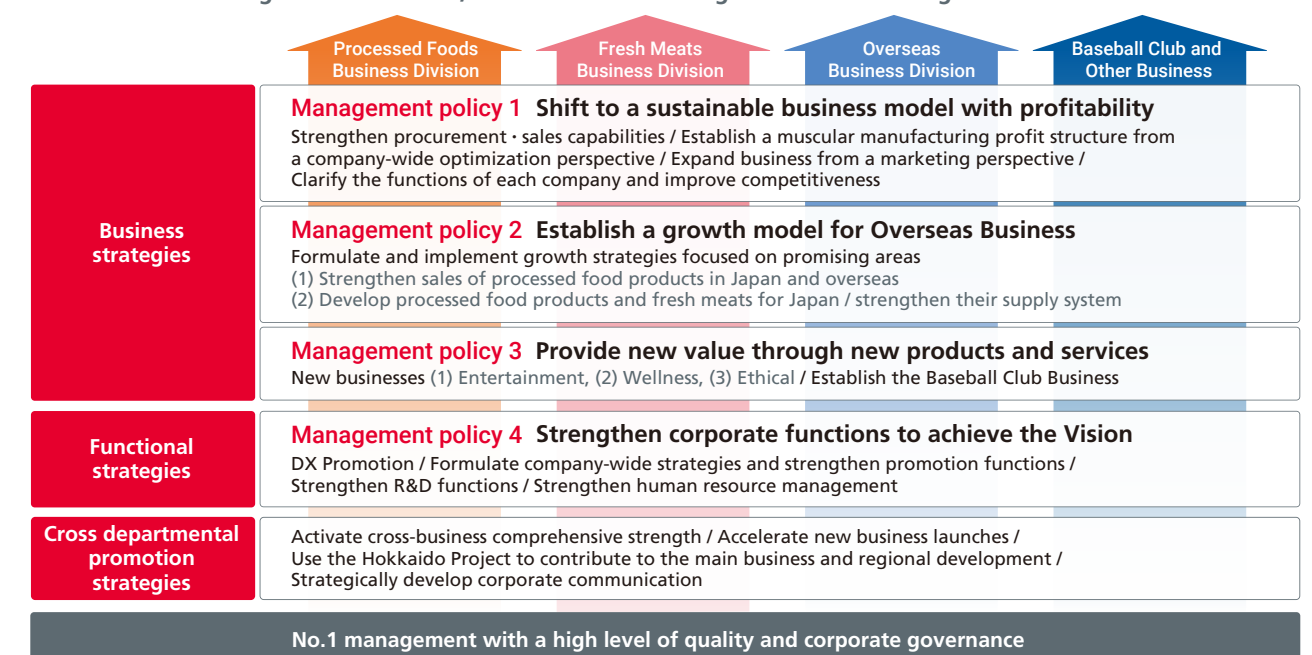 Processed Foods
Business Division
Fresh Meats
Business Division
Overseas
Business Division
Baseball Club and
Other Business
Business
strategies
Management policy 1 Shift to a sustainable business model with profitability
Strengthen procurement・sales capabilities / Establish a muscular manufacturing profit structure from
a company-wide optimization perspective / Expand business from a marketing perspective /
Clarify the functions of each company and improve competitiveness
Management policy 2 Establish a growth model for Overseas Business
Formulate and implement growth strategies focused on promising areas
(1) Strengthen sales of processed food products in Japan and overseas
(2) Develop processed food products and fresh meats for Japan / strengthen their supply system
Management policy 3 Provide new value through new products and services
New businesses (1) Entertainment, (2) Wellness, (3) Ethical / Establish the Baseball Club Business
Functional
strategies
Management policy 4 Strengthen corporate functions to achieve the Vision
DX Promotion / Formulate company-wide strategies and strengthen promotion functions /
Strengthen R&D functions / Strengthen human resource management
Cross departmental
promotion
strategies
Activate cross-business comprehensive strength / Accelerate new business launches /
Use the Hokkaido Project to contribute to the main business and regional development /
Strategically develop corporate communication
No.1 management with a high level of quality and corporate governance